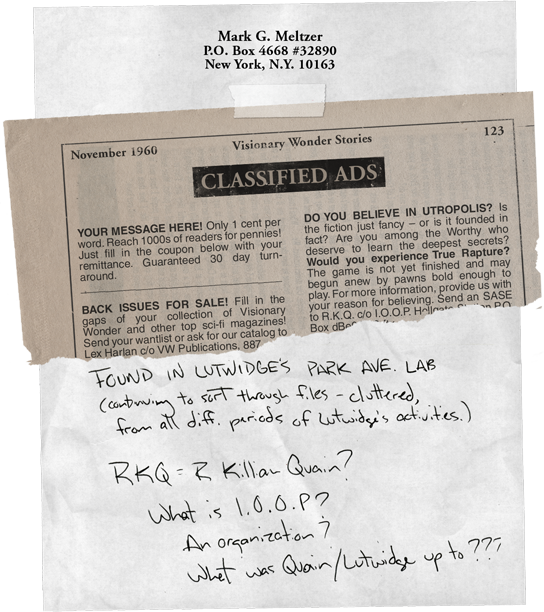 Mark G. Meltzer
P.O. Box 4668 #32890
New York, N.Y. 10163
November 1960
Visionary Wonder Stories
123
CLASSIFIED ADS
YOUR MESSAGE HERE! Only 1 cent per
word. Reach 1000s of readers for pennies!
Just fill in the coupon below with your
remittance. Guaranteed 30 day turn-
around.
BACK ISSUES FOR SALE! Fill in the
gaps of your collection of Visionary
Wonder and other top sci-fi magazines!
Send your wantlist or ask for our catalog to
Lex Harlan c/o VW Publications, 887
DO YOU BELIEVE IN UTROPOLIS? Is
the fiction just fancy – or is it founded in
fact? Are you among the Worthy who
deserve to learn the deepest secrets?
Would you experience True Rapture?
The game is not yet finished and may
begun anew by pawns bold enough to
play. For more information, provide us with
your reason for believing. Send an SASE
to R.K.Q. c/o I.O.O.P. Hellgate P.O.
Box
FOUND IN LUTWIDGE'S PARK AVE. LAB
(continuing to sort through files - cluttered,
from all diff. periods of Lutwidge's activities.)
RKQ = R Killian Quain?
What is I.O.O.P?
An organization?
What was Quain/Lutwidge up to???